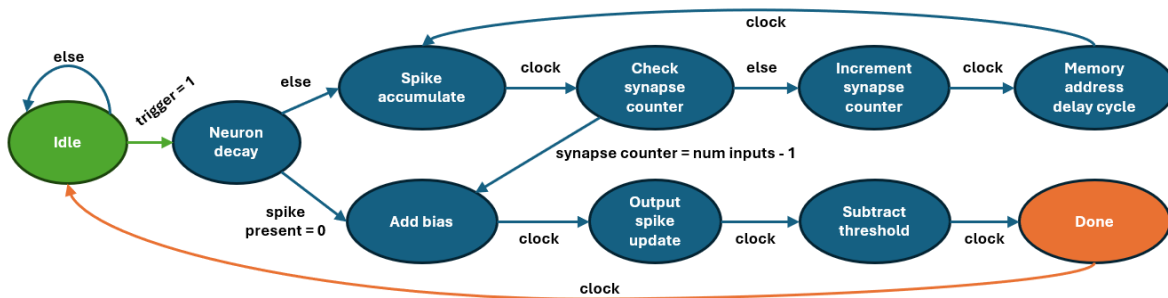 clock
else
trigger = 1
else
Spike
accumulate
clock
Check
synapse
counter
else
Increment
synapse
counter
clock
Memory
address
delay cycle
Idle
Neuron
decay
synapse counter = num inputs - 1
spike
present = 0
Add bias
clock
Output
spike
update
clock
Subtract
threshold
clock
Done
clock